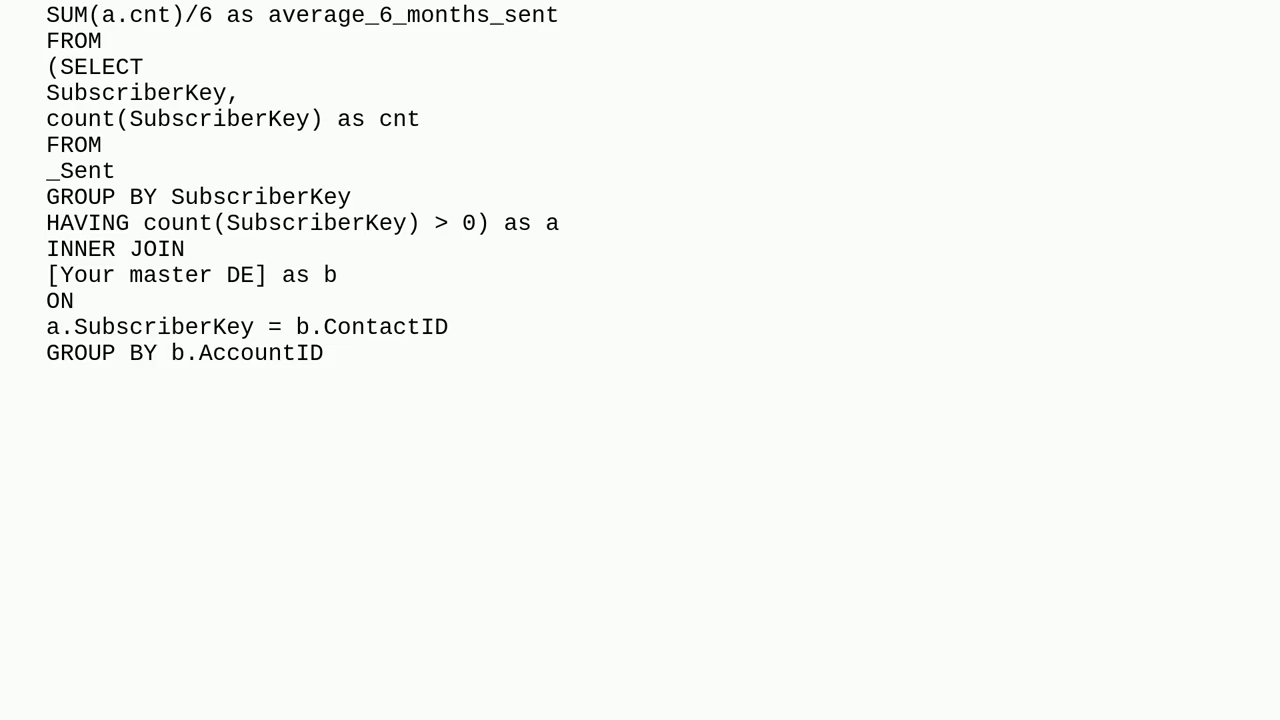 SUM(a.cnt)/6 as average_6_months_sent
FROM
(SELECT
SubscriberKey,
count(SubscriberKey) as cnt
FROM
_Sent
GROUP BY SubscriberKey
HAVING count(SubscriberKey) > 0) as a
INNER JOIN
[Your master DE] as b
ON
a.SubscriberKey = b.ContactID
GROUP BY b.AccountID